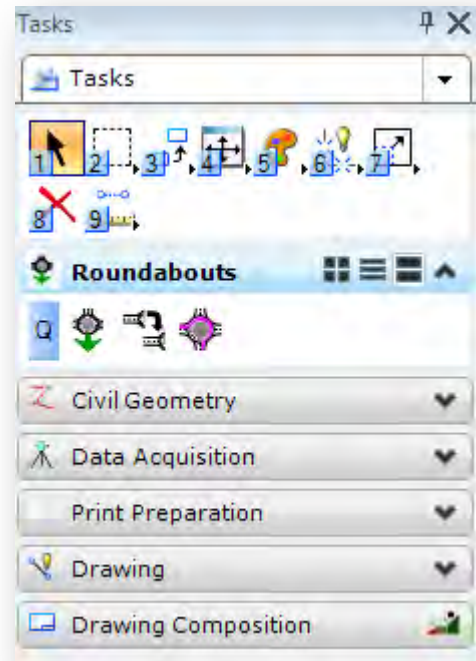 Tasks
Tasks
1 2 3 4 5 6 7
8 9
Roundabouts
Q
Civil Geometry
Data Acquisition
Print Preparation
Drawing
Drawing Composition